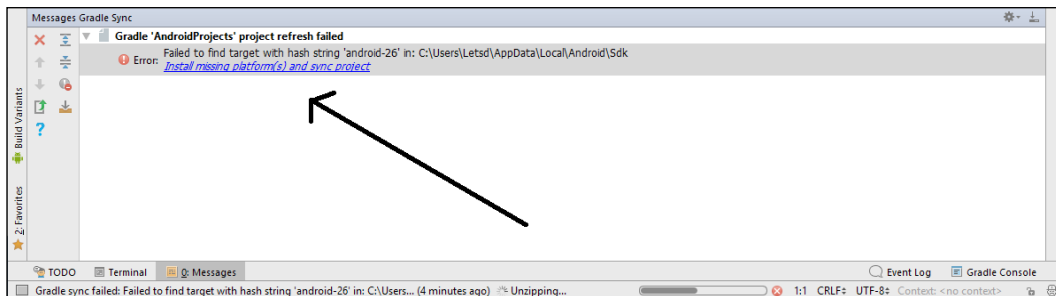 Messages Gradle Sync
Gradle 'AndroidProjects' project refresh failed
Error: Failed to find target with hash string 'android-26' in: C:\Users\Letsd\AppData\Local\Android\Sdk
Install missing platform(s) and sync project
Build Variants
2: Favorites
TODO Terminal 0: Messages Event Log Gradle Console
Gradle sync failed: Failed to find target with hash string 'android-26' in: C:\Users... (4 minutes ago) Unzipping... 1:1 CRLF÷ UTF-8÷ Context: <no context>